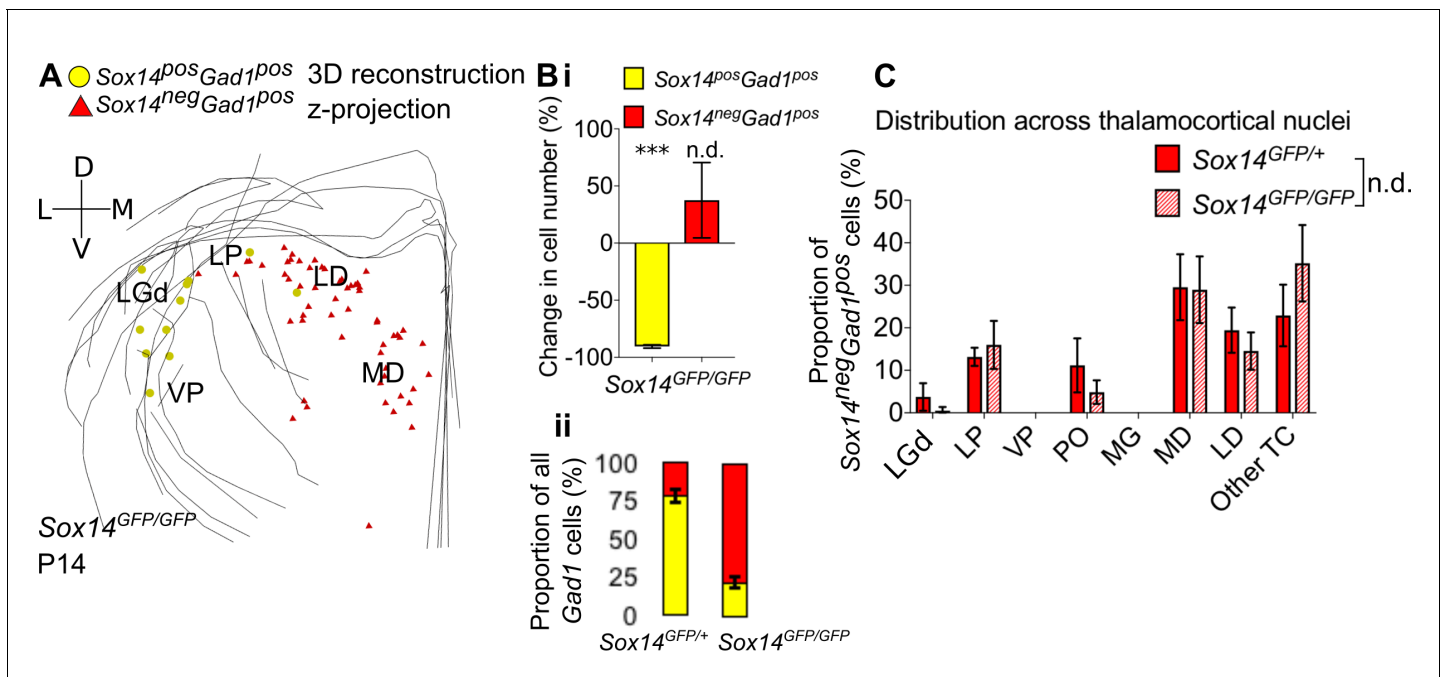 A Sox14posGad1pos 3D reconstruction
Sox14negGad1pos z-projection
D
L M
V
LP
LD
LGd
MD
VP
Sox14GFP/GFP
P14
B i
Sox14posGad1pos
Sox14negGad1pos
Change in cell number (%)
100
50
0
-50
-100
*** n.d.
Sox14GFP/GFP
ii
Proportion of all
Gad1 cells (%)
100
75
50
25
0
Sox14GFP/+ Sox14GFP/GFP
C
Distribution across thalamocortical nuclei
Sox14GFP/+
Sox14GFP/GFP
n.d.
Proportion of
Sox14negGad1pos cells (%)
50
40
30
20
10
0
LGd LP VP PO MG MD LD Other TC